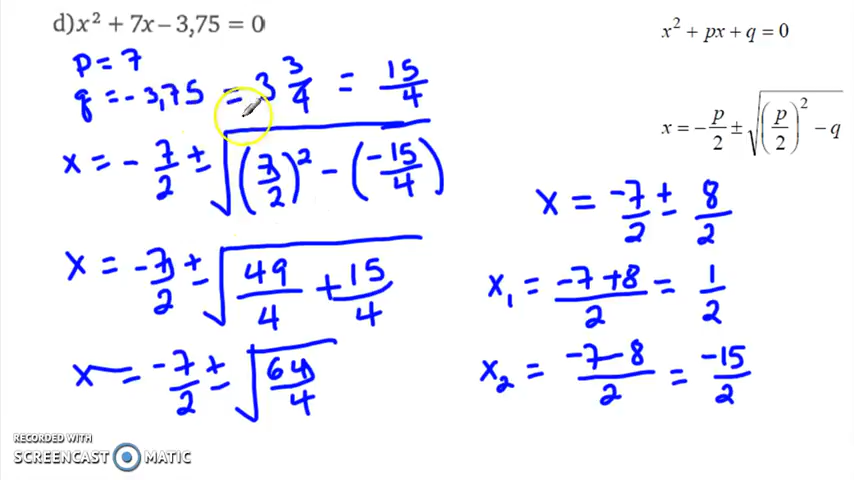 d) x² + 7x – 3,75 = 0
p = 7
q = - 3,75 = 3 3/4 = 15/4
x = - 7/2 ± √((7/2)² - (-15/4))
x = -7/2 ± √(49/4 + 15/4)
x = -7/2 ± √(64/4)
x² + px + q = 0
x = -p/2 ± √((p/2)² - q)
x = -7/2 ± 8/2
x₁ = (-7+8)/2 = 1/2
x₂ = (-7-8)/2 = -15/2
RECORDED WITH
SCREENCAST MATIC